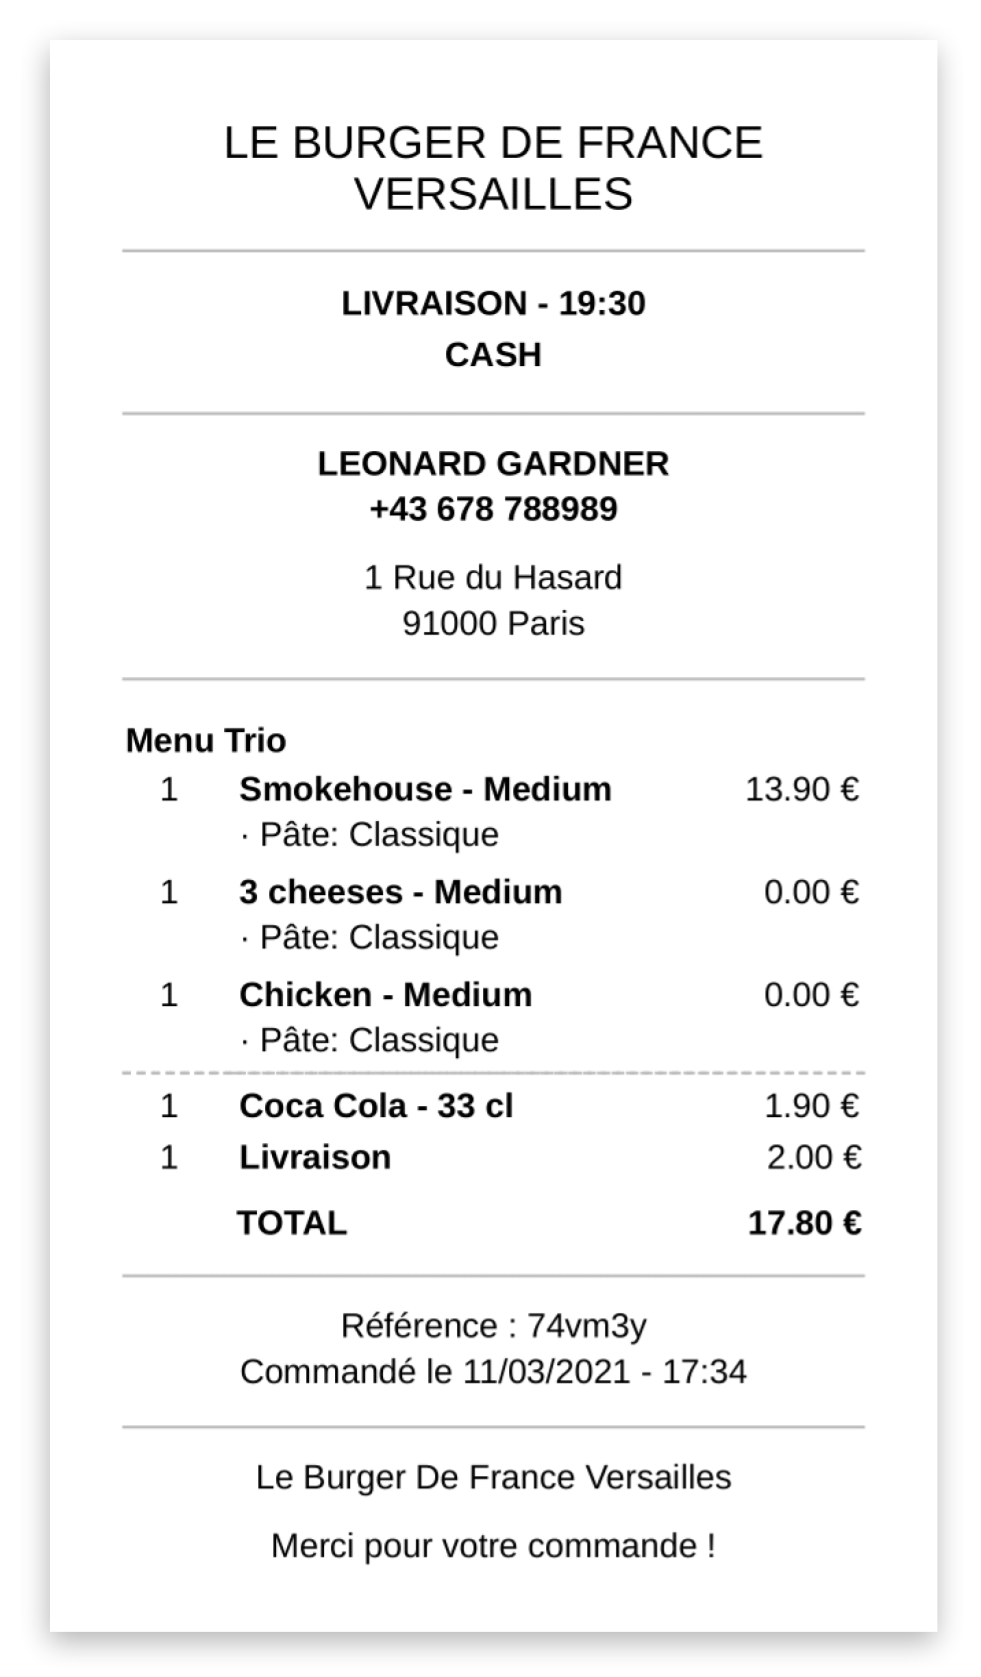 LE BURGER DE FRANCE
VERSAILLES
LIVRAISON - 19:30
CASH
LEONARD GARDNER
+43 678 788989
1 Rue du Hasard
91000 Paris
Menu Trio
1 Smokehouse - Medium 13.90 €
· Pâte: Classique
1 3 cheeses - Medium 0.00 €
· Pâte: Classique
1 Chicken - Medium 0.00 €
· Pâte: Classique
1 Coca Cola - 33 cl 1.90 €
1 Livraison 2.00 €
TOTAL 17.80 €
Référence : 74vm3y
Commandé le 11/03/2021 - 17:34
Le Burger De France Versailles
Merci pour votre commande !